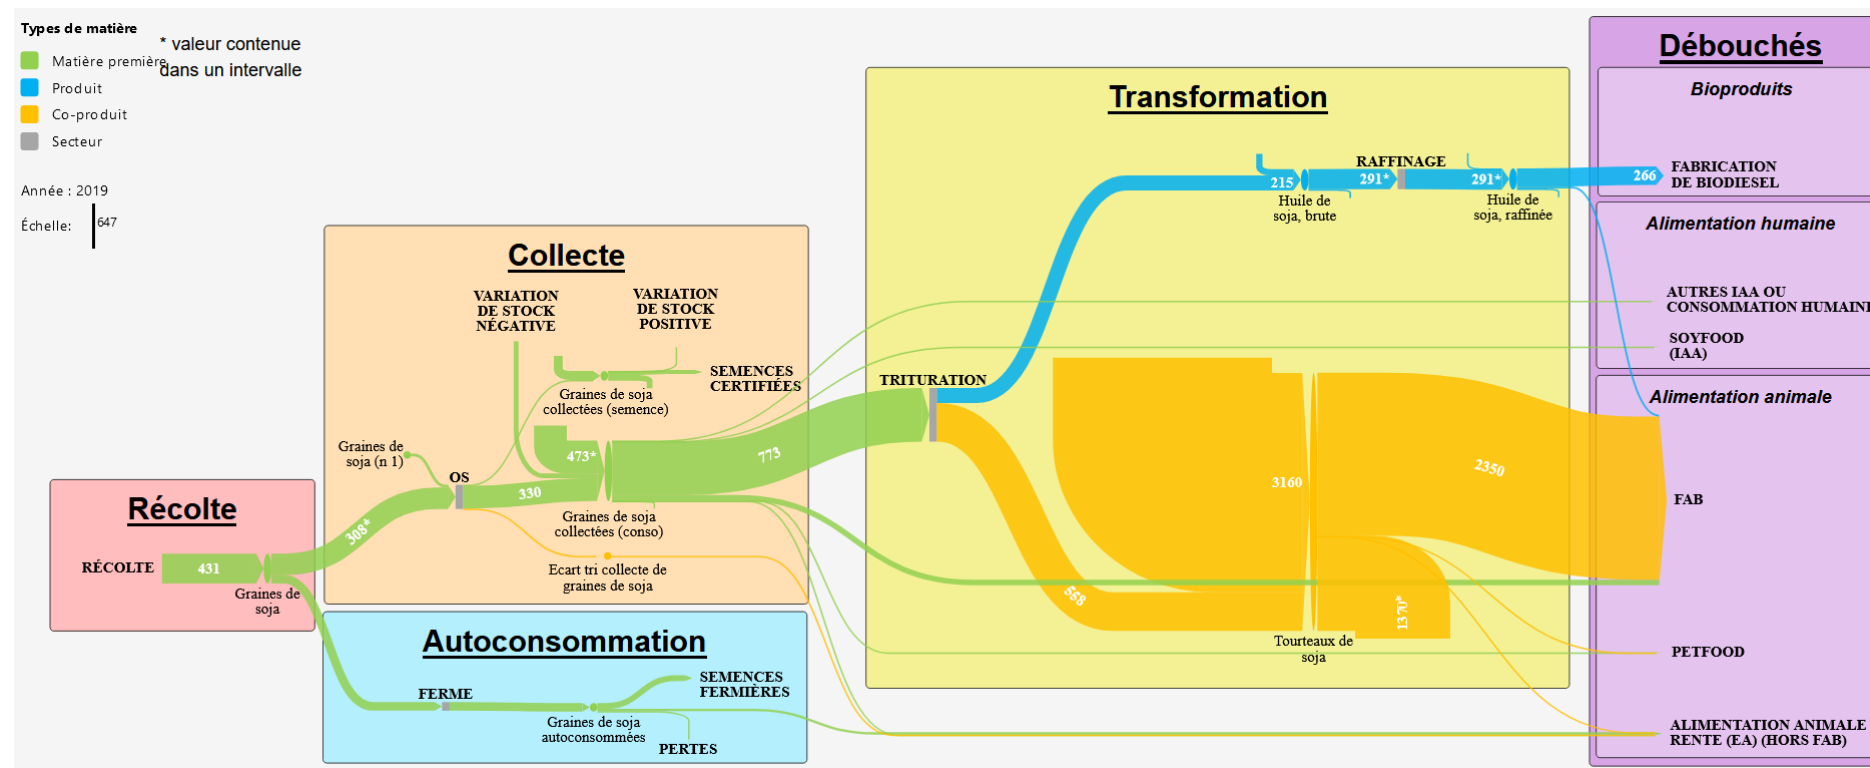 Types de matière
Matière première
Produit
Co-produit
Secteur
* valeur contenue
dans un intervalle
Année : 2019
Échelle:
647
Récolte
RÉCOLTE
431
Graines de
soja
308*
Collecte
VARIATION
DE STOCK
NÉGATIVE
VARIATION
DE STOCK
POSITIVE
SEMENCES
CERTIFIÉES
Graines de soja
collectées (semence)
Graines de
soja (n 1)
OS
330
473*
773
Graines de soja
collectées (conso)
Ecart tri collecte de
graines de soja
Autoconsommation
FERME
SEMENCES
FERMIÈRES
Graines de soja
autoconsommées
PERTES
Transformation
TRITURATION
215
Huile de
soja, brute
291*
RAFFINAGE
291*
Huile de
soja, raffinée
558
3160
2350
1370*
Tourteaux de
soja
Débouchés
Bioproduits
266
FABRICATION
DE BIODIESEL
Alimentation humaine
AUTRES IAA OU
CONSOMMATION HUMAINE
SOYFOOD
(IAA)
Alimentation animale
FAB
PETFOOD
ALIMENTATION ANIMALE
RENTE (EA) (HORS FAB)